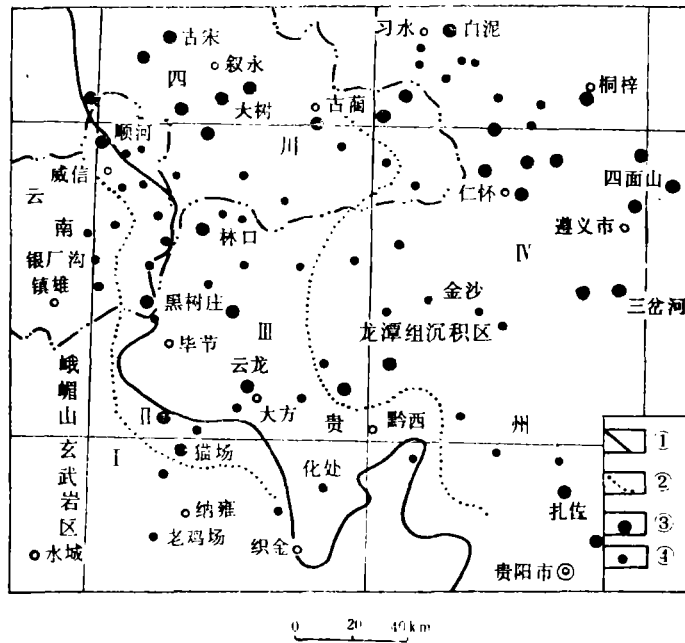 习水
白泥
古宋
叙永
四
桐梓
大树
古蔺
顺河
川
威信
四面山
仁怀
云
南
林口
遵义市
银厂沟
Ⅳ
镇雄
黑树庄
金沙
三岔河
Ⅲ
龙潭组沉积区
毕节
云龙
峨嵋山玄武岩区
大方
Ⅱ
贵
黔西
州
Ⅰ
猫场
①
化处
②
扎佐
纳雍
③
老鸡场
织金
水城
④
贵阳市
0 20 40km